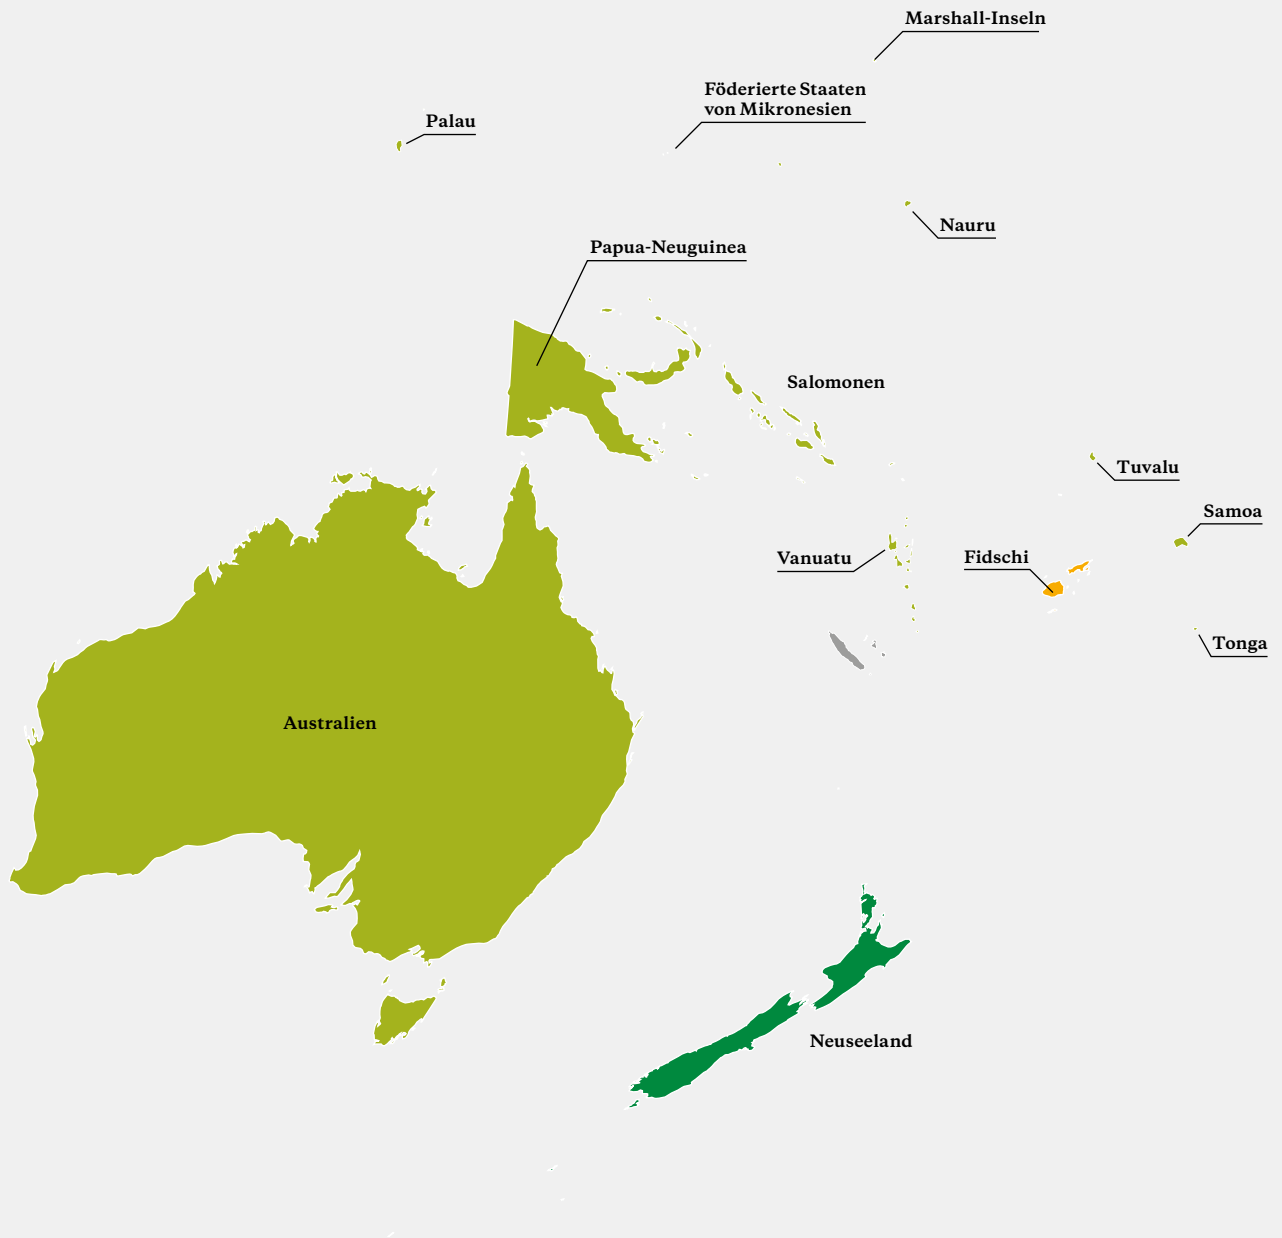 Marshall-Inseln
Föderierte Staaten
von Mikronesien
Palau
Nauru
Papua-Neuguinea
Salomonen
Tuvalu
Samoa
Vanuatu
Fidschi
Tonga
Australien
Neuseeland